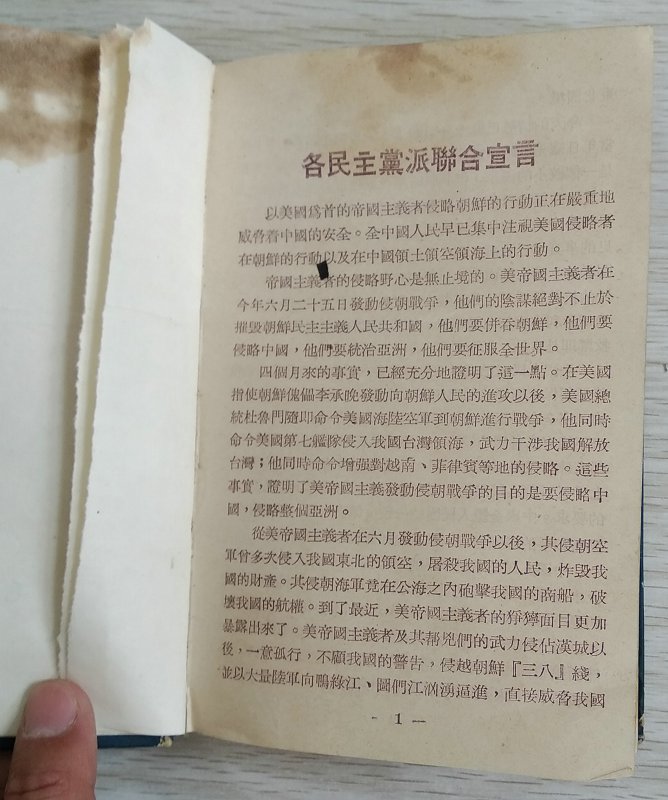 各民主黨派聯合宣言
以美國爲首的帝國主義者侵略朝鮮的行動正在嚴重地
威脅着中國的安全。全中國人民早已集中注視美國侵略者
在朝鮮的行動以及在中國領土領空領海上的行動。
帝國主義者的侵略野心是無止境的。美帝國主義者在
今年六月二十五日發動侵朝戰爭，他們的陰謀絕對不止於
摧毀朝鮮民主主義人民共和國，他們要併吞朝鮮，他們要
侵略中國，他們要統治亞洲，他們要征服全世界。
四個月來的事實，已經充分地證明了這一點。在美國
指使朝鮮傀儡李承晚發動向朝鮮人民的進攻以後，美國總
統杜魯門隨即命令美國海陸空軍到朝鮮進行戰爭，他同時
命令美國第七艦隊侵入我國台灣領海，武力干涉我國解放
台灣；他同時命令增强對越南、菲律賓等地的侵略。這些
事實，證明了美帝國主義發動侵朝戰爭的目的是要侵略中
國，侵略整個亞洲。
從美帝國主義者在六月發動侵朝戰爭以後，其侵朝空
軍曾多次侵入我國東北的領空，屠殺我國的人民，炸毀我
國的財產。其侵朝海軍竟在公海之內砲擊我國的商船，破
壞我國的航權。到了最近，美帝國主義者的猙獰面目更加
暴露出來了。美帝國主義者及其幫兇們的武力侵佔漢城以
後，一意孤行，不顧我國的警告，侵越朝鮮『三八』綫，
並以大量陸軍向鴨綠江、圖們江洶湧逼進，直接威脅我國
- 1 —